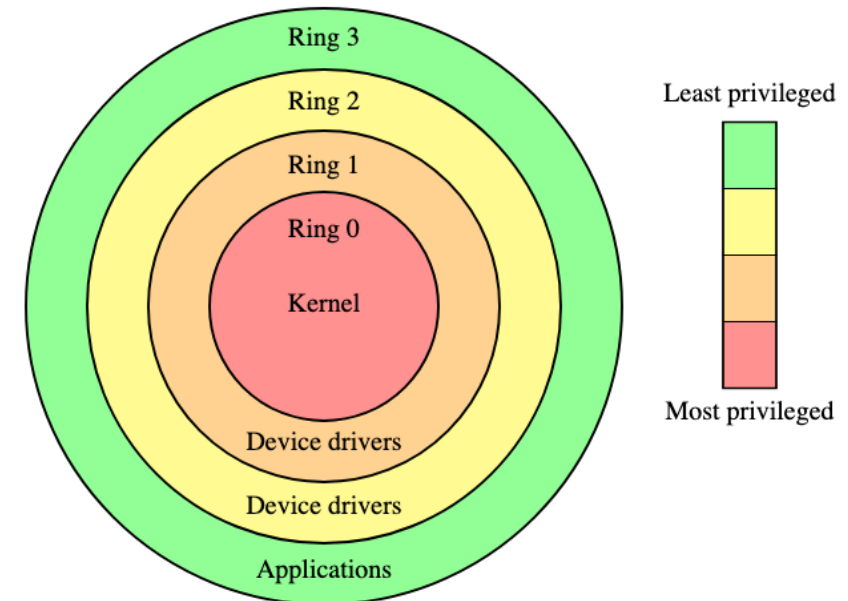 Ring 3
Ring 2
Ring 1
Ring 0
Kernel
Device drivers
Device drivers
Applications
Least privileged
Most privileged